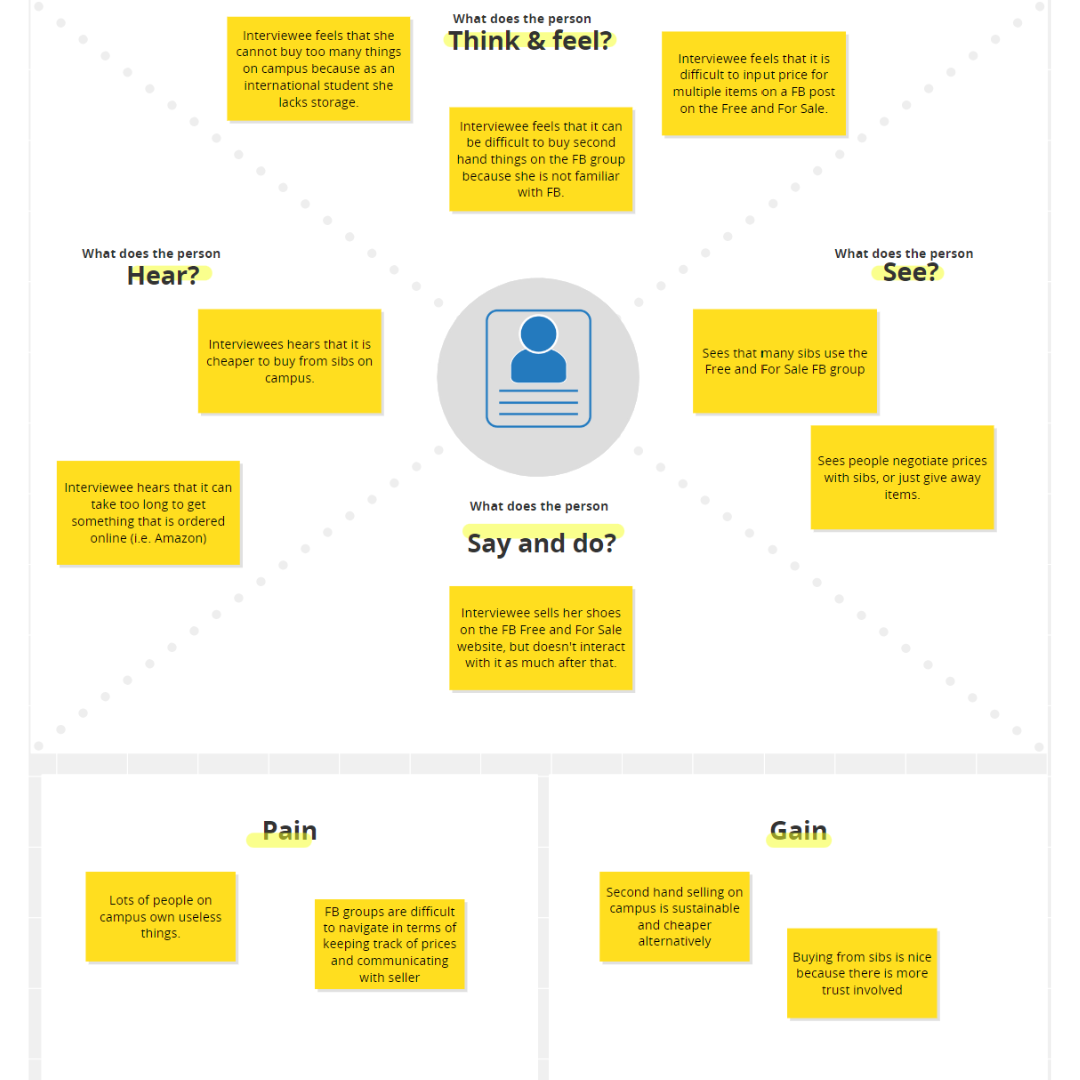 What does the person
Think & feel?
Interviewee feels that she
cannot buy too many things
on campus because as an
international student she
lacks storage.
Interviewee feels that it can
be difficult to buy second
hand things on the FB group
because she is not familiar
with FB.
Interviewee feels that it is
difficult to input price for
multiple items on a FB post
on the Free and For Sale.
What does the person
Hear?
Interviewees hears that it is
cheaper to buy from sibs on
campus.
Interviewee hears that it can
take too long to get
something that is ordered
online (i.e. Amazon)
What does the person
See?
Sees that many sibs use the
Free and For Sale FB group
Sees people negotiate prices
with sibs, or just give away
items.
What does the person
Say and do?
Interviewee sells her shoes
on the FB Free and For Sale
website, but doesn't interact
with it as much after that.
Pain
Lots of people on
campus own useless
things.
FB groups are difficult
to navigate in terms of
keeping track of prices
and communicating
with seller
Gain
Second hand selling on
campus is sustainable
and cheaper
alternatively
Buying from sibs is nice
because there is more
trust involved